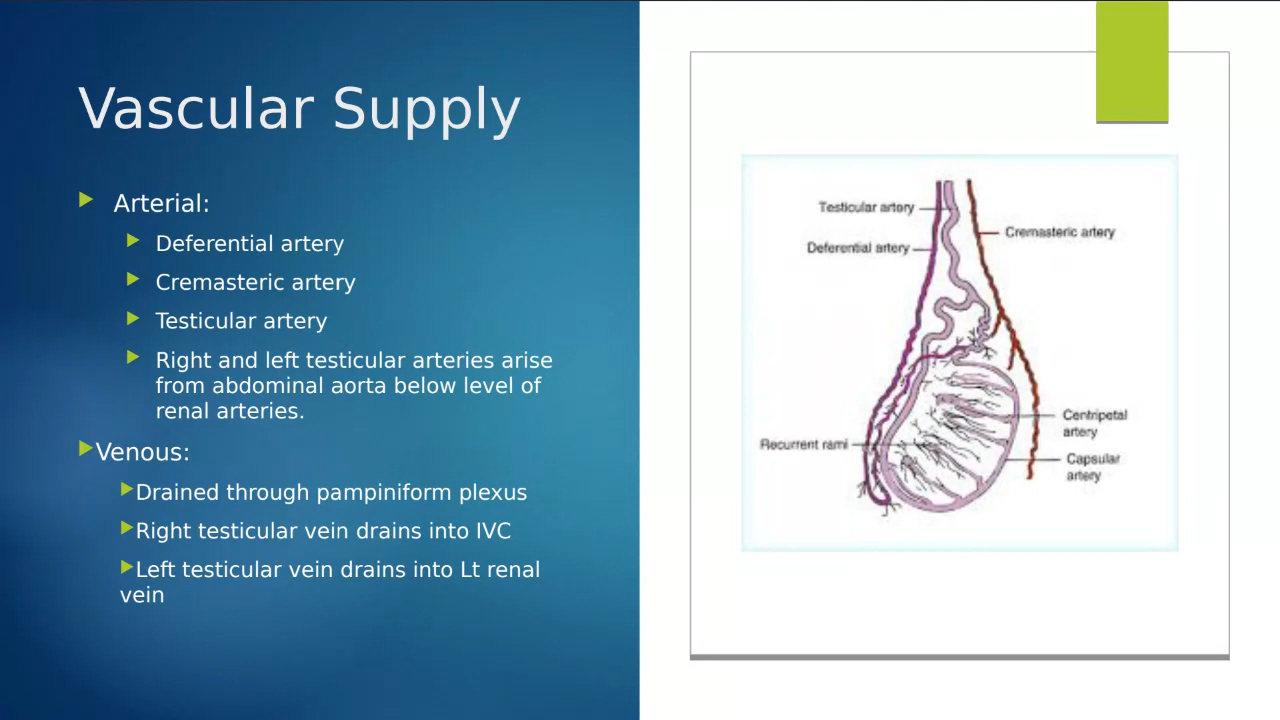 Vascular Supply
Arterial:
Deferential artery
Cremasteric artery
Testicular artery
Right and left testicular arteries arise
from abdominal aorta below level of
renal arteries.
Venous:
Drained through pampiniform plexus
Right testicular vein drains into IVC
Left testicular vein drains into Lt renal
vein
Testicular artery
Cremasteric artery
Deferential artery
Centripetal
artery
Recurrent rami
Capsular
artery